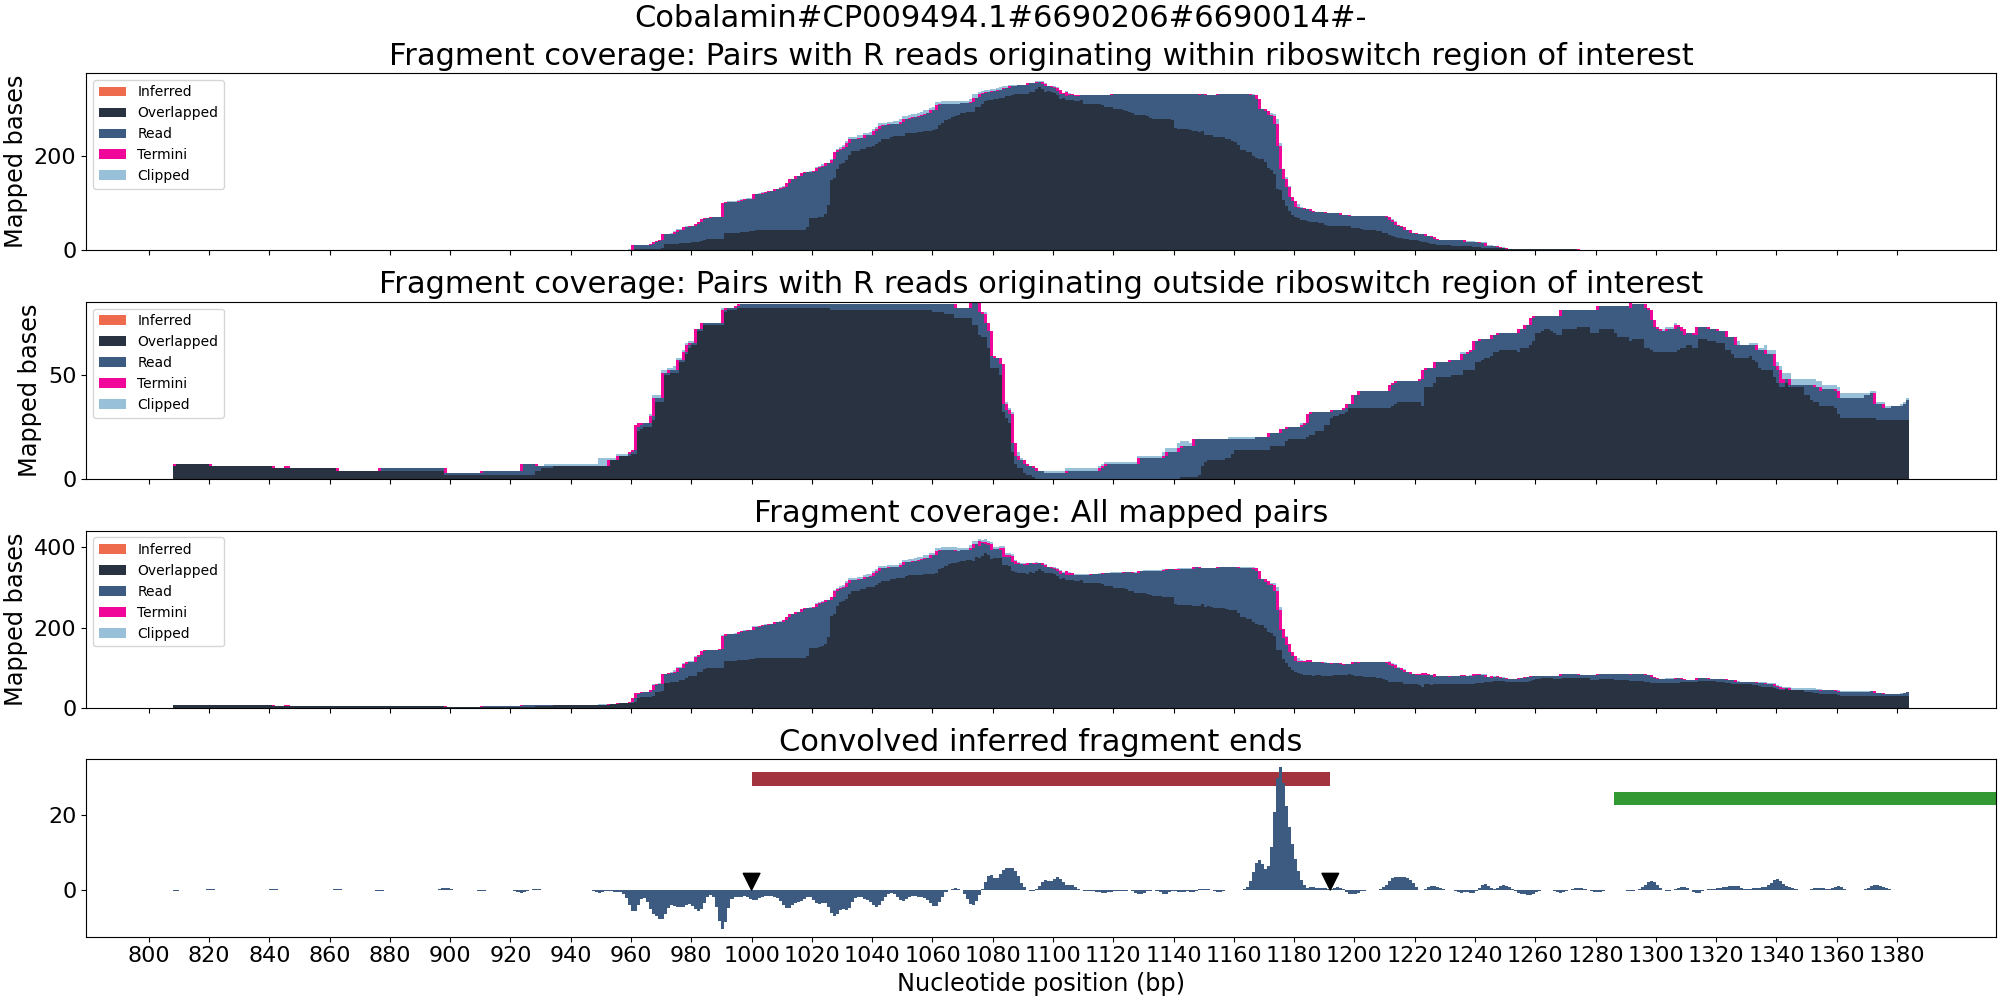 Cobalamin#CP009494.1#6690206#6690014#-
Fragment coverage: Pairs with R reads originating within riboswitch region of interest
Mapped bases
200
0
Inferred
Overlapped
Read
Termini
Clipped
Fragment coverage: Pairs with R reads originating outside riboswitch region of interest
Mapped bases
50
0
Inferred
Overlapped
Read
Termini
Clipped
Fragment coverage: All mapped pairs
Mapped bases
400
200
0
Inferred
Overlapped
Read
Termini
Clipped
Convolved inferred fragment ends
20
0
800 820 840 860 880 900 920 940 960 980 1000 1020 1040 1060 1080 1100 1120 1140 1160 1180 1200 1220 1240 1260 1280 1300 1320 1340 1360 1380
Nucleotide position (bp)